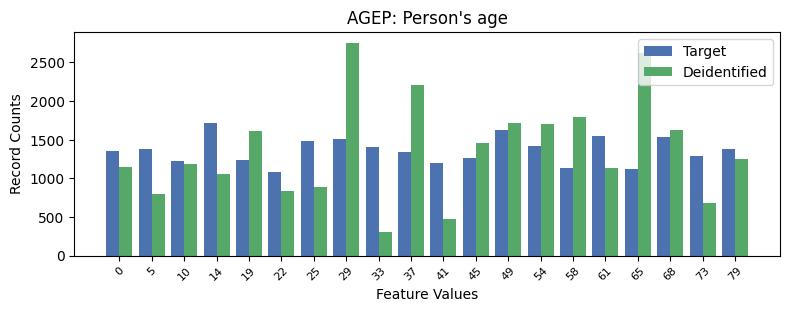 AGEP: Person's age
Target
Deidentified
Record Counts
2500
2000
1500
1000
500
0
0 5 10 14 19 22 25 29 33 37 41 45 49 54 58 61 65 68 73 79
Feature Values